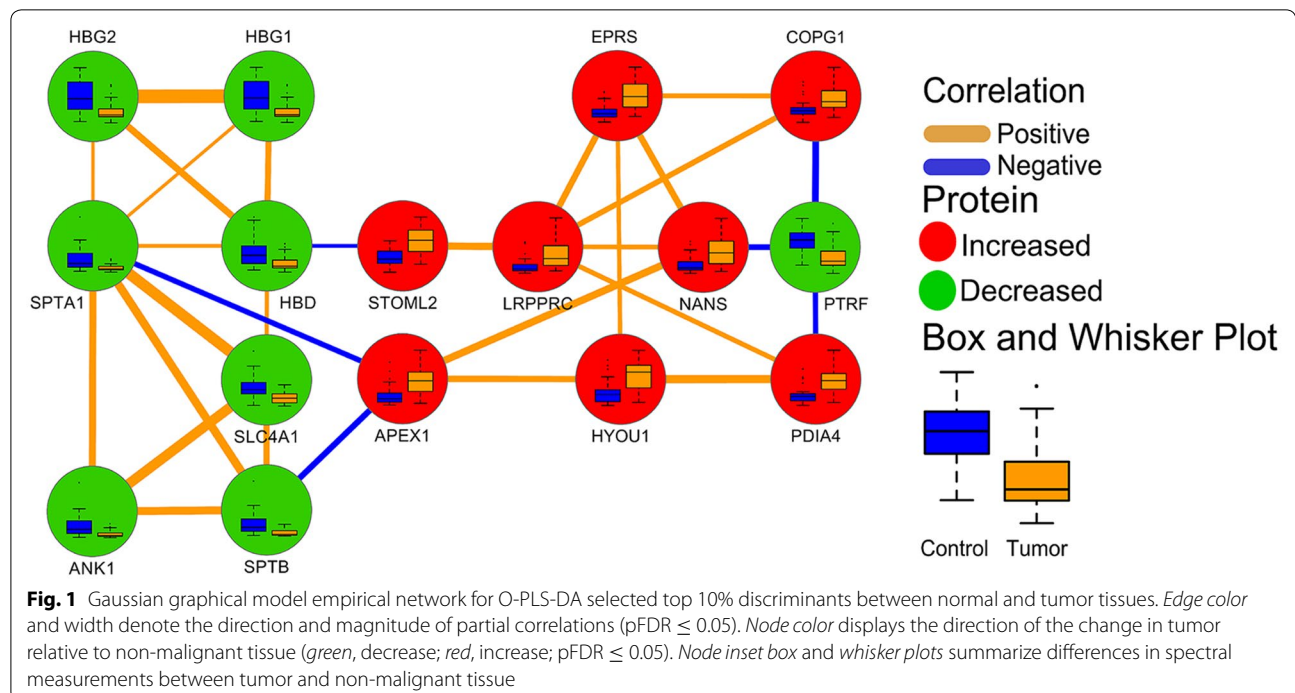 HBG2 HBG1 EPRS COPG1
SPTA1 HBD STOML2 LRPPRC NANS PTRF
SLC4A1 APEX1 HYOU1 PDIA4
ANK1 SPTB
Correlation
Positive
Negative
Protein
Increased
Decreased
Box and Whisker Plot
Control Tumor
Fig. 1 Gaussian graphical model empirical network for O-PLS-DA selected top 10% discriminants between normal and tumor tissues. Edge color
and width denote the direction and magnitude of partial correlations (pFDR ≤ 0.05). Node color displays the direction of the change in tumor
relative to non-malignant tissue (green, decrease; red, increase; pFDR ≤ 0.05). Node inset box and whisker plots summarize differences in spectral
measurements between tumor and non-malignant tissue